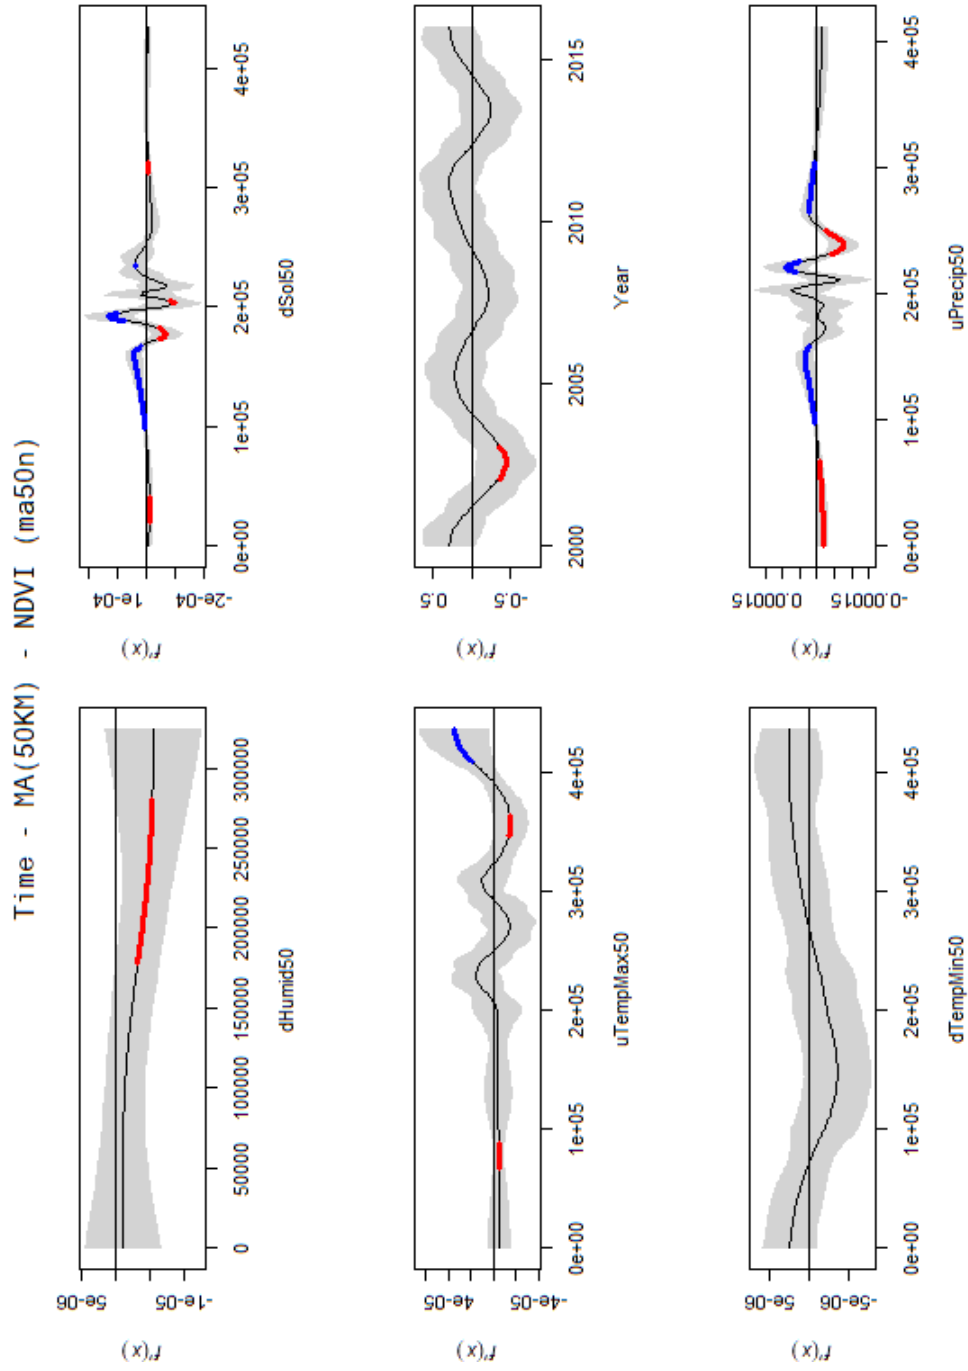 Time - MA(50KM) - NDVI (ma50n)
f'(x)
5e-06
-1e-05
0 50000 100000 150000 200000 250000 300000
dHumid50
f'(x)
1e-04
-2e-04
0e+00 1e+05 2e+05 3e+05 4e+05
dSol50
f'(x)
4e-05
-4e-05
0e+00 1e+05 2e+05 3e+05 4e+05
uTempMax50
f'(x)
0.5
-0.5
2000 2005 2010 2015
Year
f'(x)
5e-06
-5e-06
0e+00 1e+05 2e+05 3e+05 4e+05
dTempMin50
f'(x)
0.00015
-0.00015
0e+00 1e+05 2e+05 3e+05 4e+05
uPrecip50